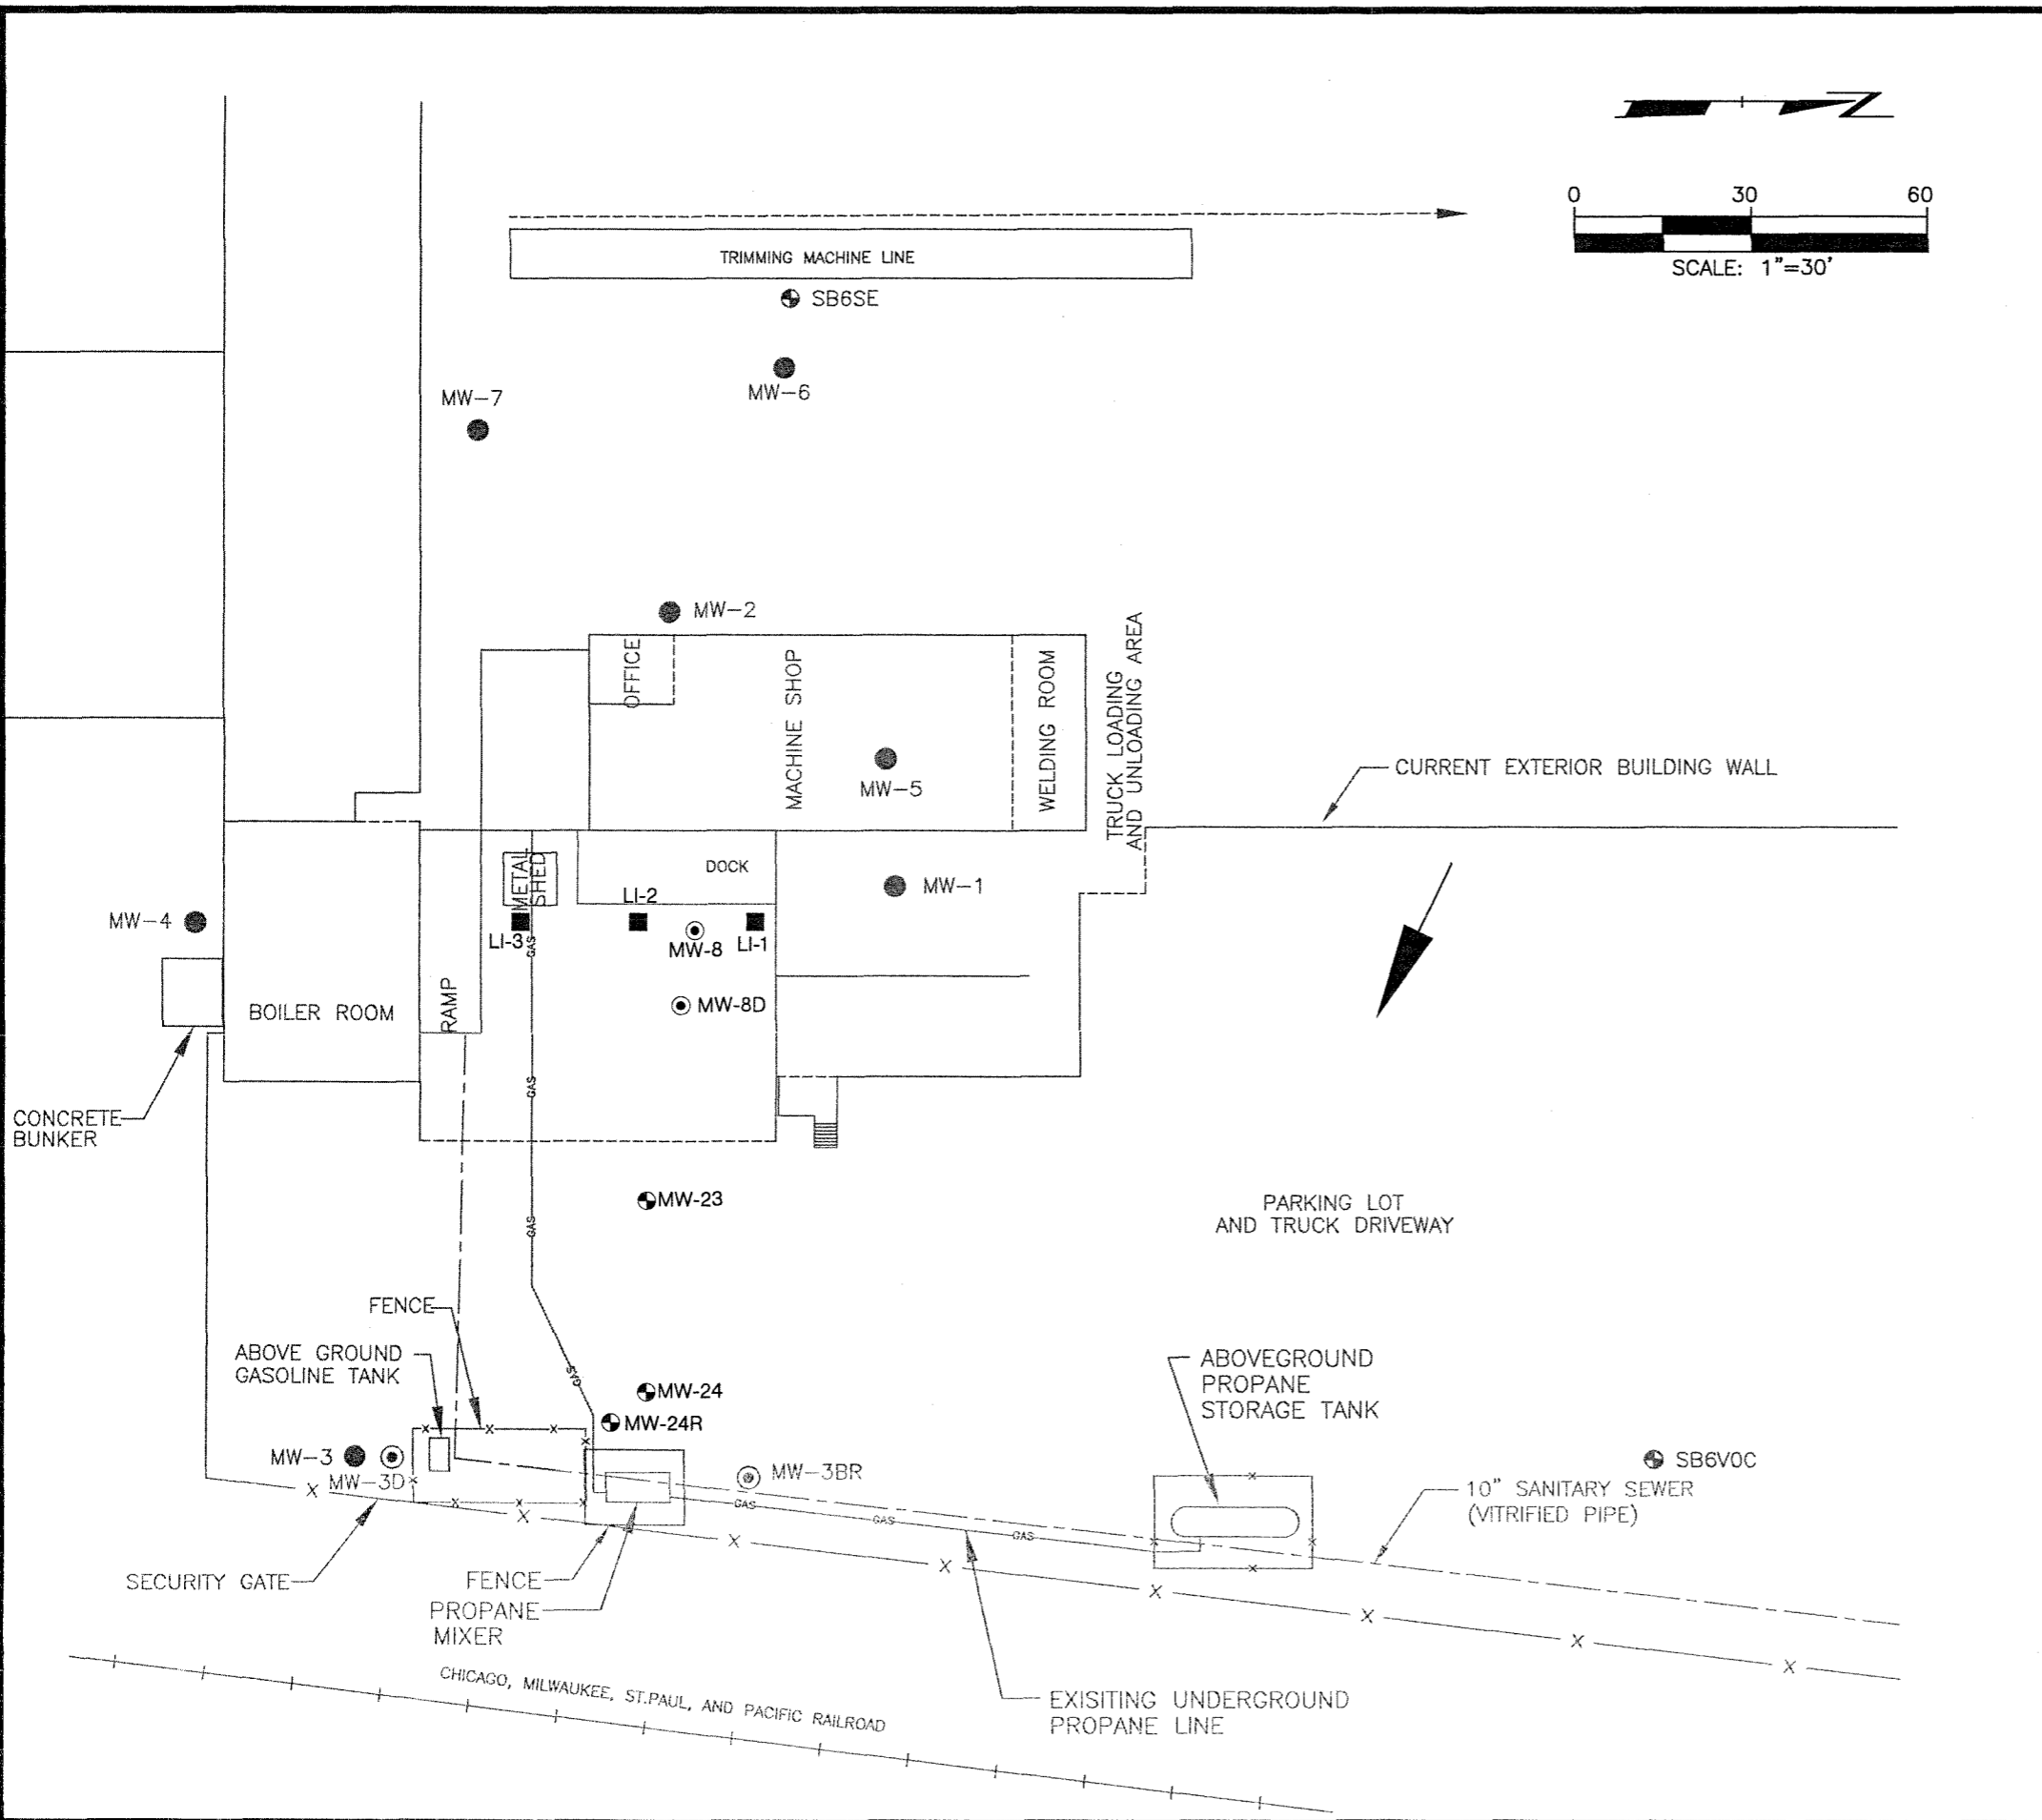 N
0 30 60
SCALE: 1"=30'
TRIMMING MACHINE LINE
SB6SE
MW-6
MW-7
MW-2
OFFICE
MACHINE SHOP
WELDING ROOM
TRUCK LOADING
AND UNLOADING AREA
MW-5
CURRENT EXTERIOR BUILDING WALL
METAL
SHED
DOCK
MW-1
LI-2
MW-4
LI-3
MW-8
LI-1
GAS
MW-8D
BOILER ROOM
RAMP
CONCRETE
BUNKER
GAS
MW-23
GAS
PARKING LOT
AND TRUCK DRIVEWAY
FENCE
ABOVE GROUND
GASOLINE TANK
GAS
MW-24
MW-24R
ABOVEGROUND
PROPANE
STORAGE TANK
MW-3
MW-3D
MW-3BR
SB6VOC
10" SANITARY SEWER
(VITRIFIED PIPE)
GAS
GAS
GAS
SECURITY GATE
FENCE
PROPANE
MIXER
CHICAGO, MILWAUKEE, ST.PAUL, AND PACIFIC RAILROAD
EXISITING UNDERGROUND
PROPANE LINE